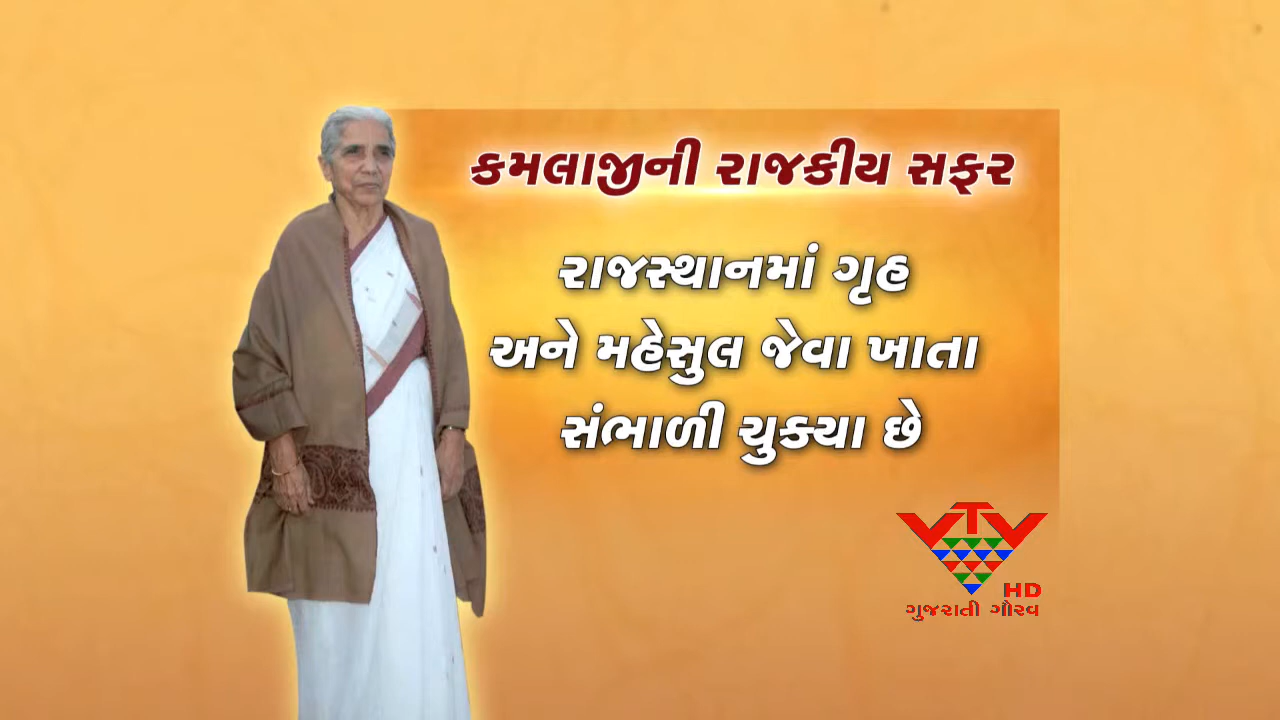 કમલાજીની રાજકીય સફર
રાજસ્થાનમાં ગૃહ
અને મહેસુલ જેવા ખાતા
સંભાળી ચુક્યા છે
VTV
HD
ગુજરાતી ગૌરવ